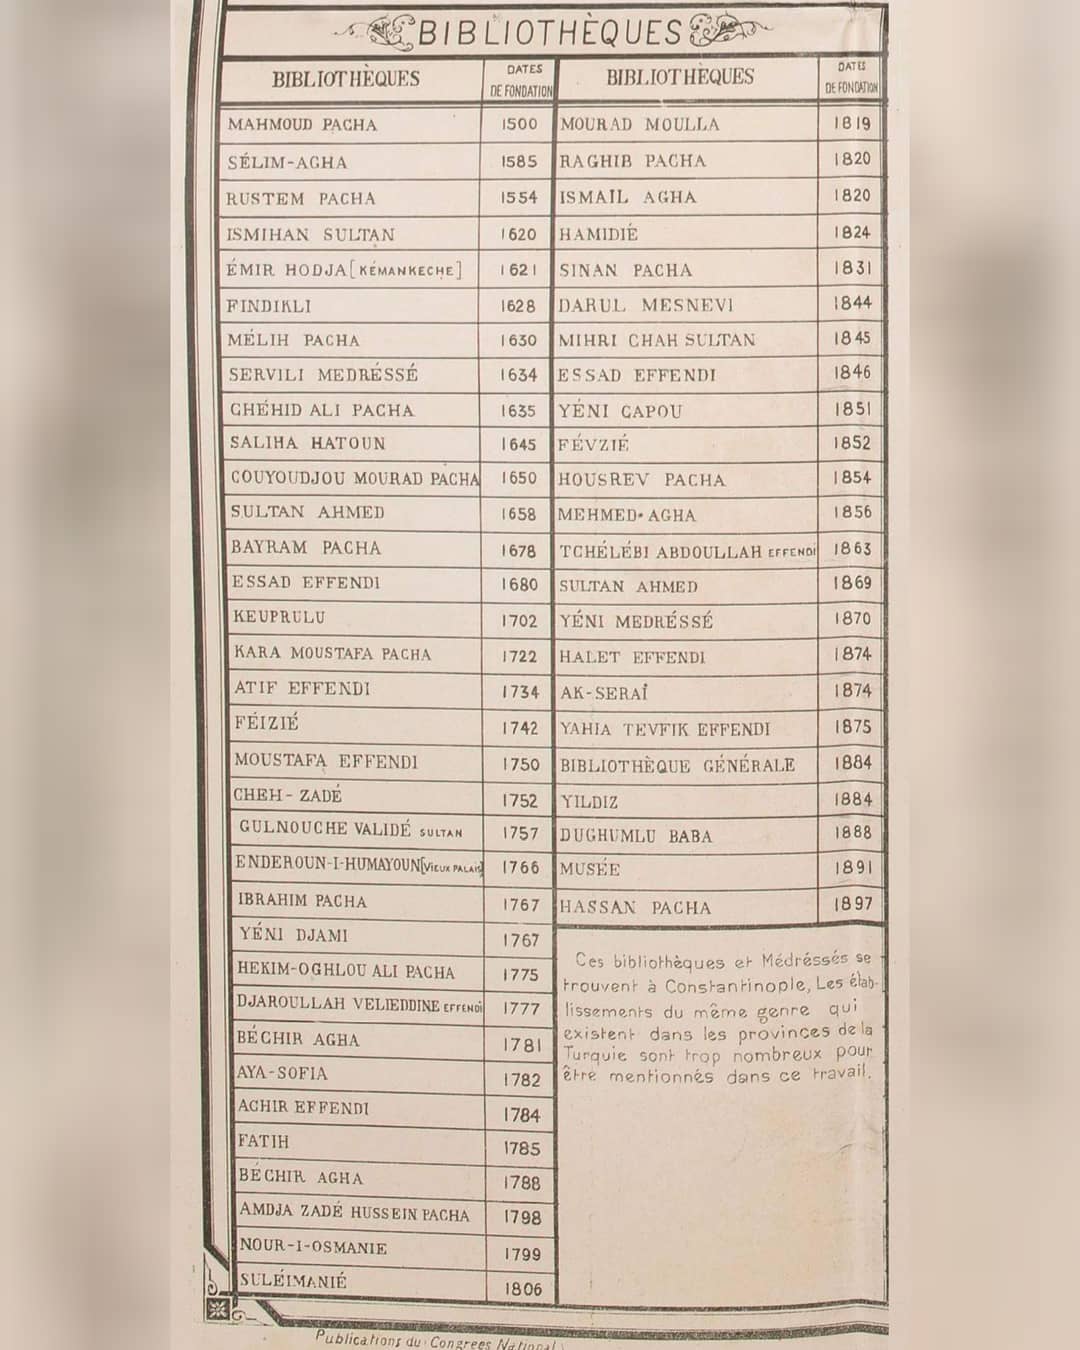 BIBLIOTHÈQUES
BIBLIOTHÈQUES DATES DE FONDATION
MAHMOUD PACHA 1500
SÉLIM-AGHA 1585
RUSTEM PACHA 1554
ISMIHAN SULTAN 1620
ÉMIR HODJA [KÉMANKECHE] 1621
FINDIKLI 1628
MÉLIH PACHA 1630
SERVILI MEDRÉSSÉ 1634
CHÉHID ALI PACHA 1635
SALIHA HATOUN 1645
COUYOUDJOU MOURAD PACHA 1650
SULTAN AHMED 1658
BAYRAM PACHA 1678
ESSAD EFFENDI 1680
KEUPRULU 1702
KARA MOUSTAFA PACHA 1722
ATIF EFFENDI 1734
FÉIZIÉ 1742
MOUSTAFA EFFENDI 1750
CHEH-ZADÉ 1752
GULNOUCHE VALIDÉ SULTAN 1757
ENDEROUN-I-HUMAYOUN [VIEUX PALAIS] 1766
IBRAHIM PACHA 1767
YÉNI DJAMI 1767
HEKIM-OGHLOU ALI PACHA 1775
DJAROULLAH VELIEDDINE EFFENDI 1777
BÉCHIR AGHA 1781
AYA-SOFIA 1782
ACHIR EFFENDI 1784
FATIH 1785
BÉCHIR AGHA 1788
AMDJA ZADÉ HUSSEIN PACHA 1798
NOUR-I-OSMANIE 1799
SULÉIMANIÉ 1806
BIBLIOTHÈQUES DATES DE FONDATION
MOURAD MOULLA 1819
RAGHIB PACHA 1820
ISMAIL AGHA 1820
HAMIDIÉ 1824
SINAN PACHA 1831
DARUL MESNEVI 1844
MIHRI CHAH SULTAN 1845
ESSAD EFFENDI 1846
YÉNI CAPOU 1851
FÉVZIÉ 1852
HOUSREV PACHA 1854
MEHMED-AGHA 1856
TCHÉLÉBI ABDOULLAH EFFENDI 1863
SULTAN AHMED 1869
YÉNI MEDRÉSSÉ 1870
HALET EFFENDI 1874
AK-SERAÏ 1874
YAHIA TEVFIK EFFENDI 1875
BIBLIOTHÈQUE GÉNÉRALE 1884
YILDIZ 1884
DUGHUMLU BABA 1888
MUSÉE 1891
HASSAN PACHA 1897
Ces bibliothèques et Médréssés se
trouvent à Constantinople, Les étab-
lissements du même genre qui
existent dans les provinces de la
Turquie sont trop nombreux pour
être mentionnés dans ce travail.
Publications du Congrees National